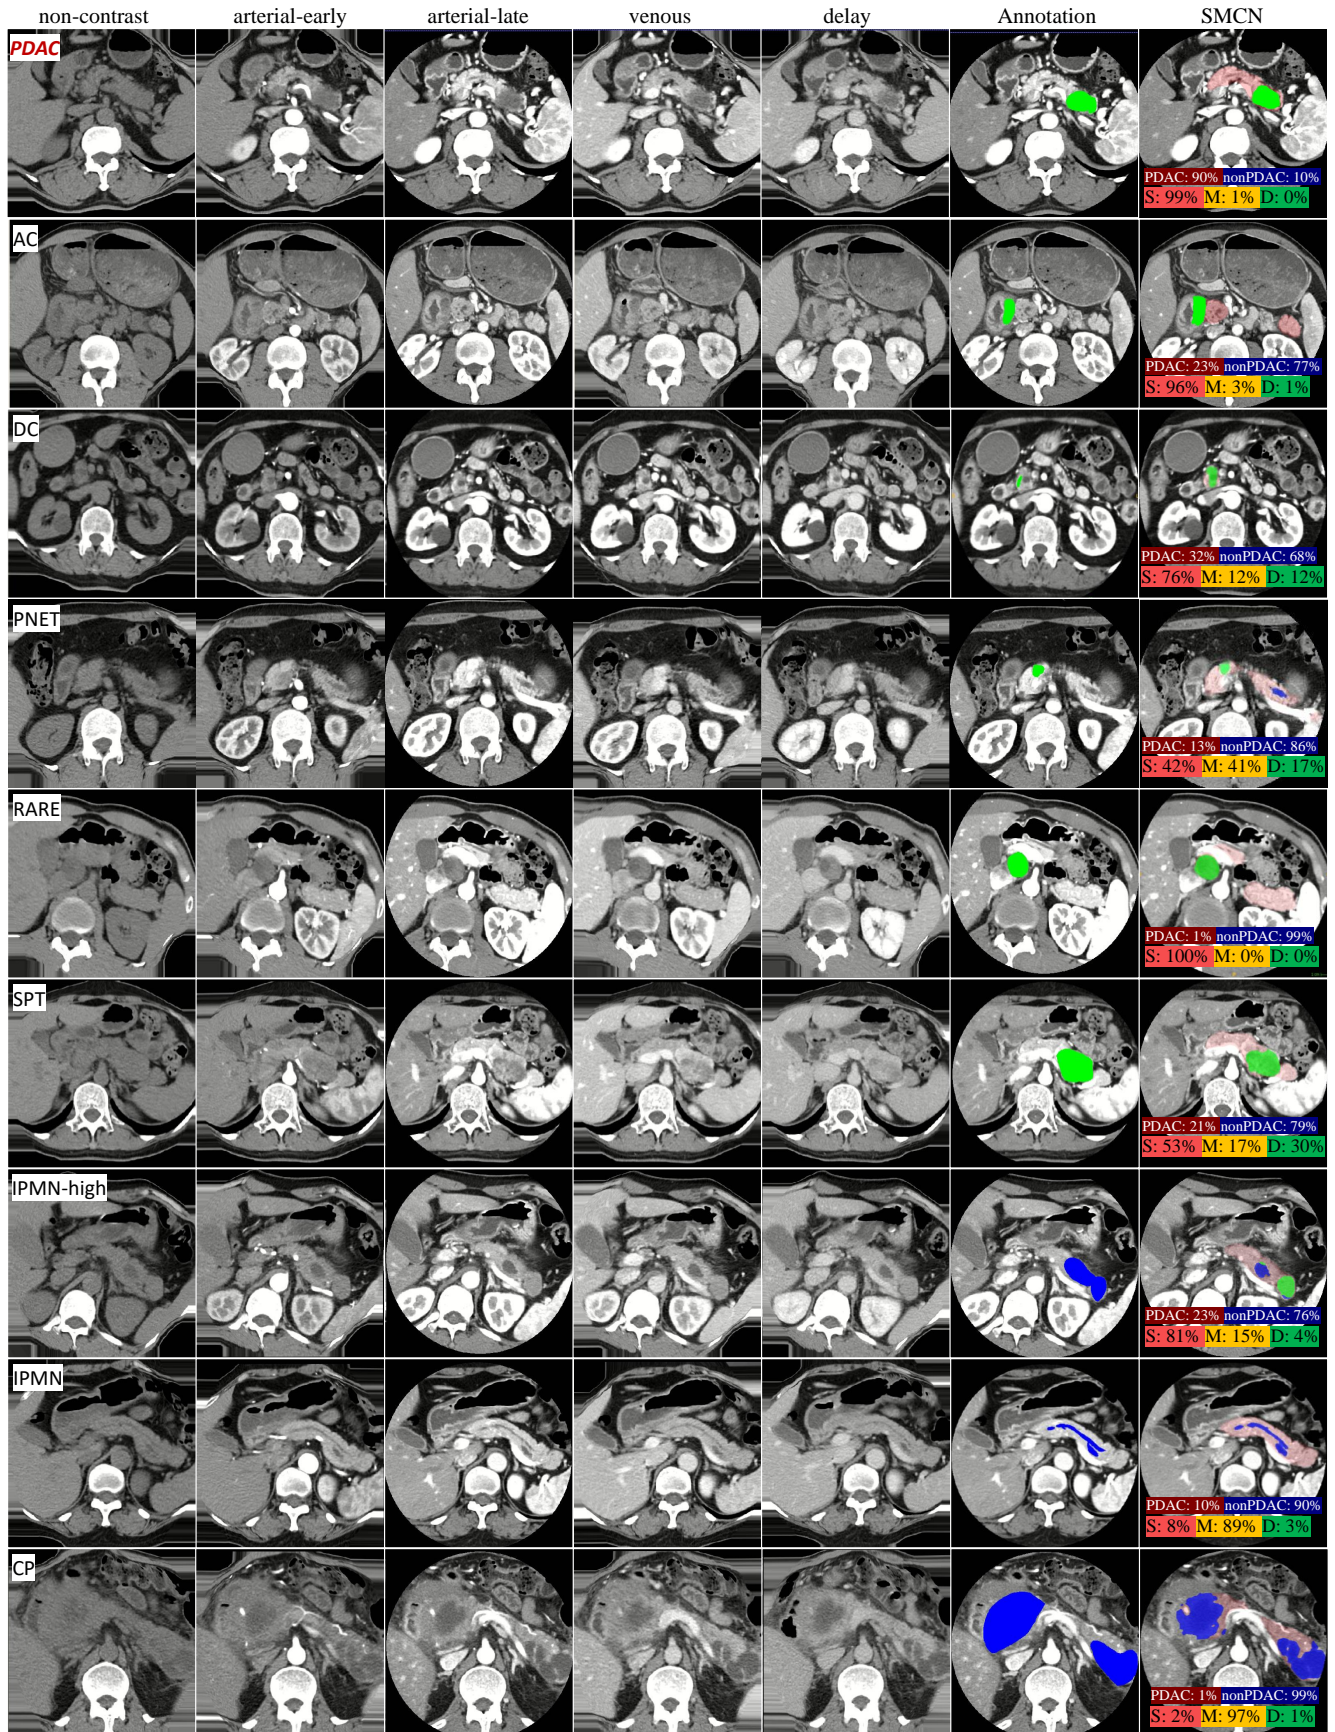 non-contrast arterial-early arterial-late venous delay Annotation SMCN
PDAC
PDAC: 90% nonPDAC: 10%
S: 99% M: 1% D: 0%
AC
PDAC: 23% nonPDAC: 77%
S: 96% M: 3% D: 1%
DC
PDAC: 32% nonPDAC: 68%
S: 76% M: 12% D: 12%
PNET
PDAC: 13% nonPDAC: 86%
S: 42% M: 41% D: 17%
RARE
PDAC: 1% nonPDAC: 99%
S: 100% M: 0% D: 0%
SPT
PDAC: 21% nonPDAC: 79%
S: 53% M: 17% D: 30%
IPMN-high
PDAC: 23% nonPDAC: 76%
S: 81% M: 15% D: 4%
IPMN
PDAC: 10% nonPDAC: 90%
S: 8% M: 89% D: 3%
CP
PDAC: 1% nonPDAC: 99%
S: 2% M: 97% D: 1%